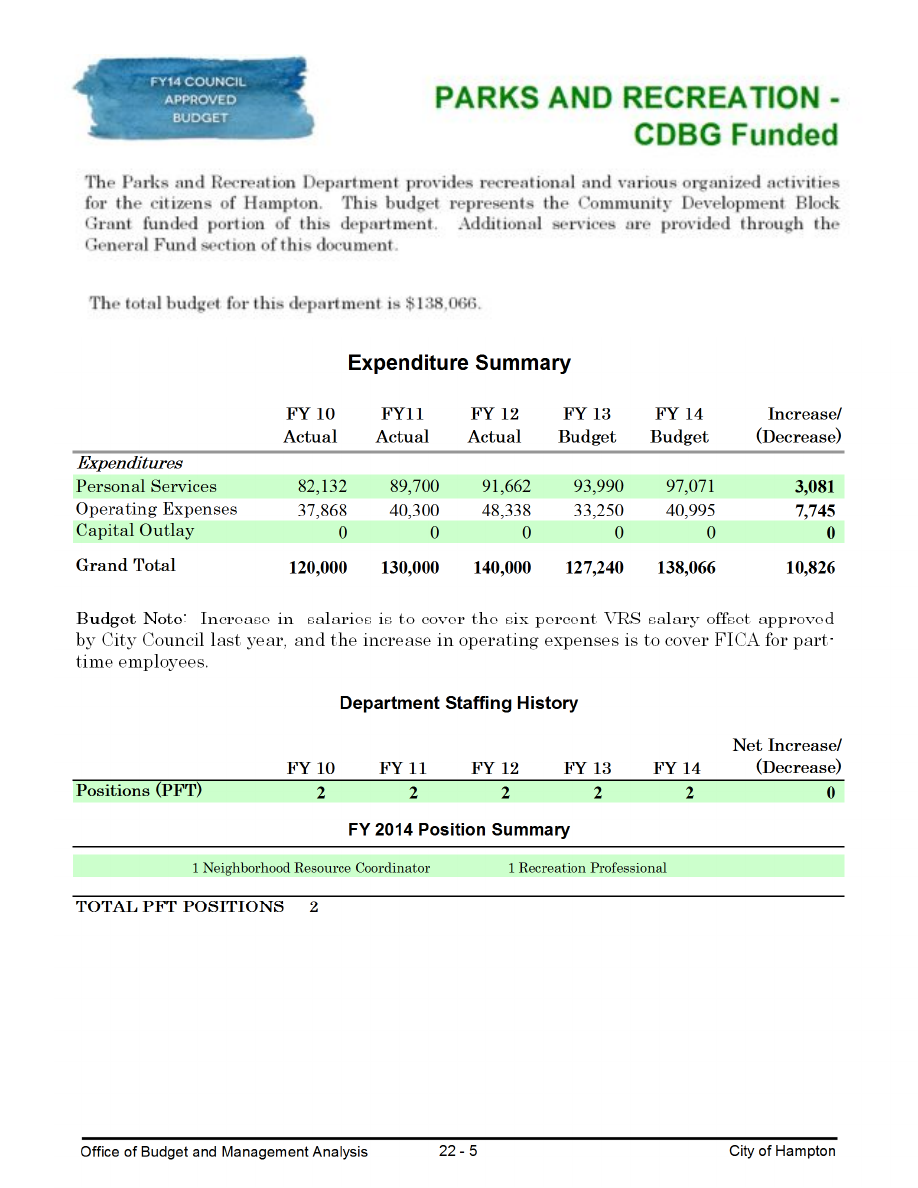 FY14 COUNCIL
APPROVED
BUDGET
PARKS AND RECREATION -
CDBG Funded
The Parks and Recreation Department provides recreational and various organized activities
for the citizens of Hampton. This budget represents the Community Development Block
Grant funded portion of this department. Additional services are provided through the
General Fund section of this document.
The total budget for this department is $138,066.
Expenditure Summary
FY 10 FY11 FY 12 FY 13 FY 14 Increase/
Actual Actual Actual Budget Budget (Decrease)
Expenditures
Personal Services 82,132 89,700 91,662 93,990 97,071 3,081
Operating Expenses 37,868 40,300 48,338 33,250 40,995 7,745
Capital Outlay 0 0 0 0 0 0
Grand Total 120,000 130,000 140,000 127,240 138,066 10,826
Budget Note: Increase in salaries is to cover the six percent VRS salary offset approved
by City Council last year, and the increase in operating expenses is to cover FICA for part-
time employees.
Department Staffing History
Net Increase/
FY 10 FY 11 FY 12 FY 13 FY 14 (Decrease)
Positions (PFT) 2 2 2 2 2 0
FY 2014 Position Summary
1 Neighborhood Resource Coordinator 1 Recreation Professional
TOTAL PFT POSITIONS 2
Office of Budget and Management Analysis 22 - 5 City of Hampton